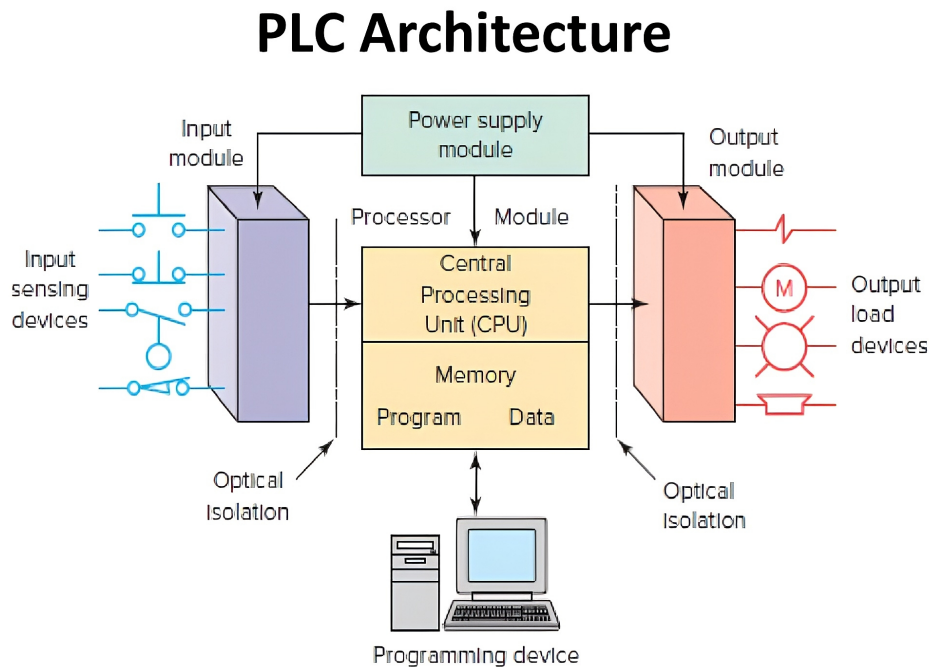 PLC Architecture
Power supply
module
Input
module
Output
module
Processor Module
Input
sensing
devices
Central
Processing
Unit (CPU)
Memory
Program Data
M
Output
load
devices
Optical
isolation
Optical
isolation
Programming device